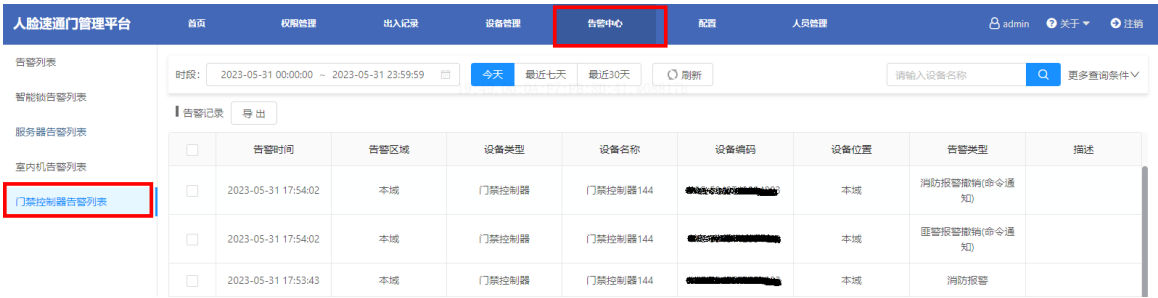 人脸速通门管理平台 首页 权限管理 出入记录 设备管理 告警中心 配置 人员管理 admin 关于 注销
告警列表
智能锁告警列表
服务器告警列表
室内机告警列表
门禁控制器告警列表
时段: 2023-05-31 00:00:00 ~ 2023-05-31 23:59:59 今天 最近七天 最近30天 刷新 请输入设备名称 更多查询条件
告警记录 导出
告警时间 告警区域 设备类型 设备名称 设备编码 设备位置 告警类型 描述
2023-05-31 17:54:02 本域 门禁控制器 门禁控制器144 本域 消防报警撤销(命令通
知)
2023-05-31 17:54:02 本域 门禁控制器 门禁控制器144 本域 匪警报警撤销(命令通
知)
2023-05-31 17:53:43 本域 门禁控制器 门禁控制器144 本域 消防报警